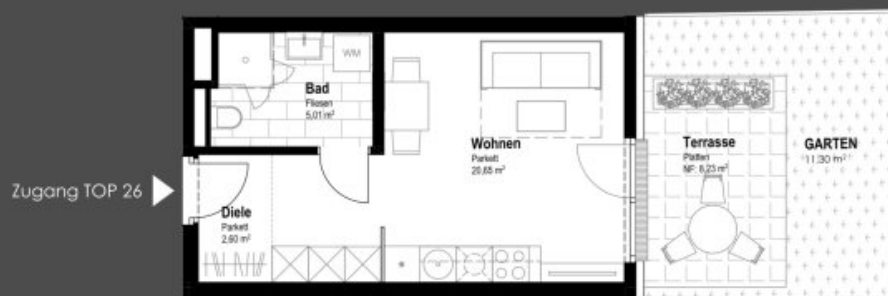 WM
Bad
Fliesen
5,01 m²
Wohnen
Parkett
20,65 m²
Terrasse
Platten
NF: 8,23 m²
GARTEN
11,30 m²
Zugang TOP 26
Diele
Parkett
2,60 m²